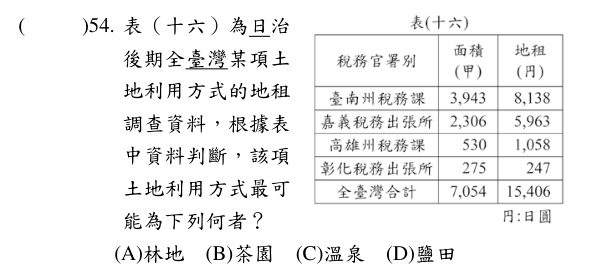 (　　)54. 表（十六）為日治
後期全臺灣某項土
地利用方式的地租
調查資料，根據表
中資料判斷，該項
土地利用方式最可
能為下列何者？
(A)林地 (B)茶園 (C)溫泉 (D)鹽田
表(十六)
稅務官署別 面積(甲) 地租(円)
臺南州稅務課 3,943 8,138
嘉義稅務出張所 2,306 5,963
高雄州稅務課 530 1,058
彰化稅務出張所 275 247
全臺灣合計 7,054 15,406
円:日圓